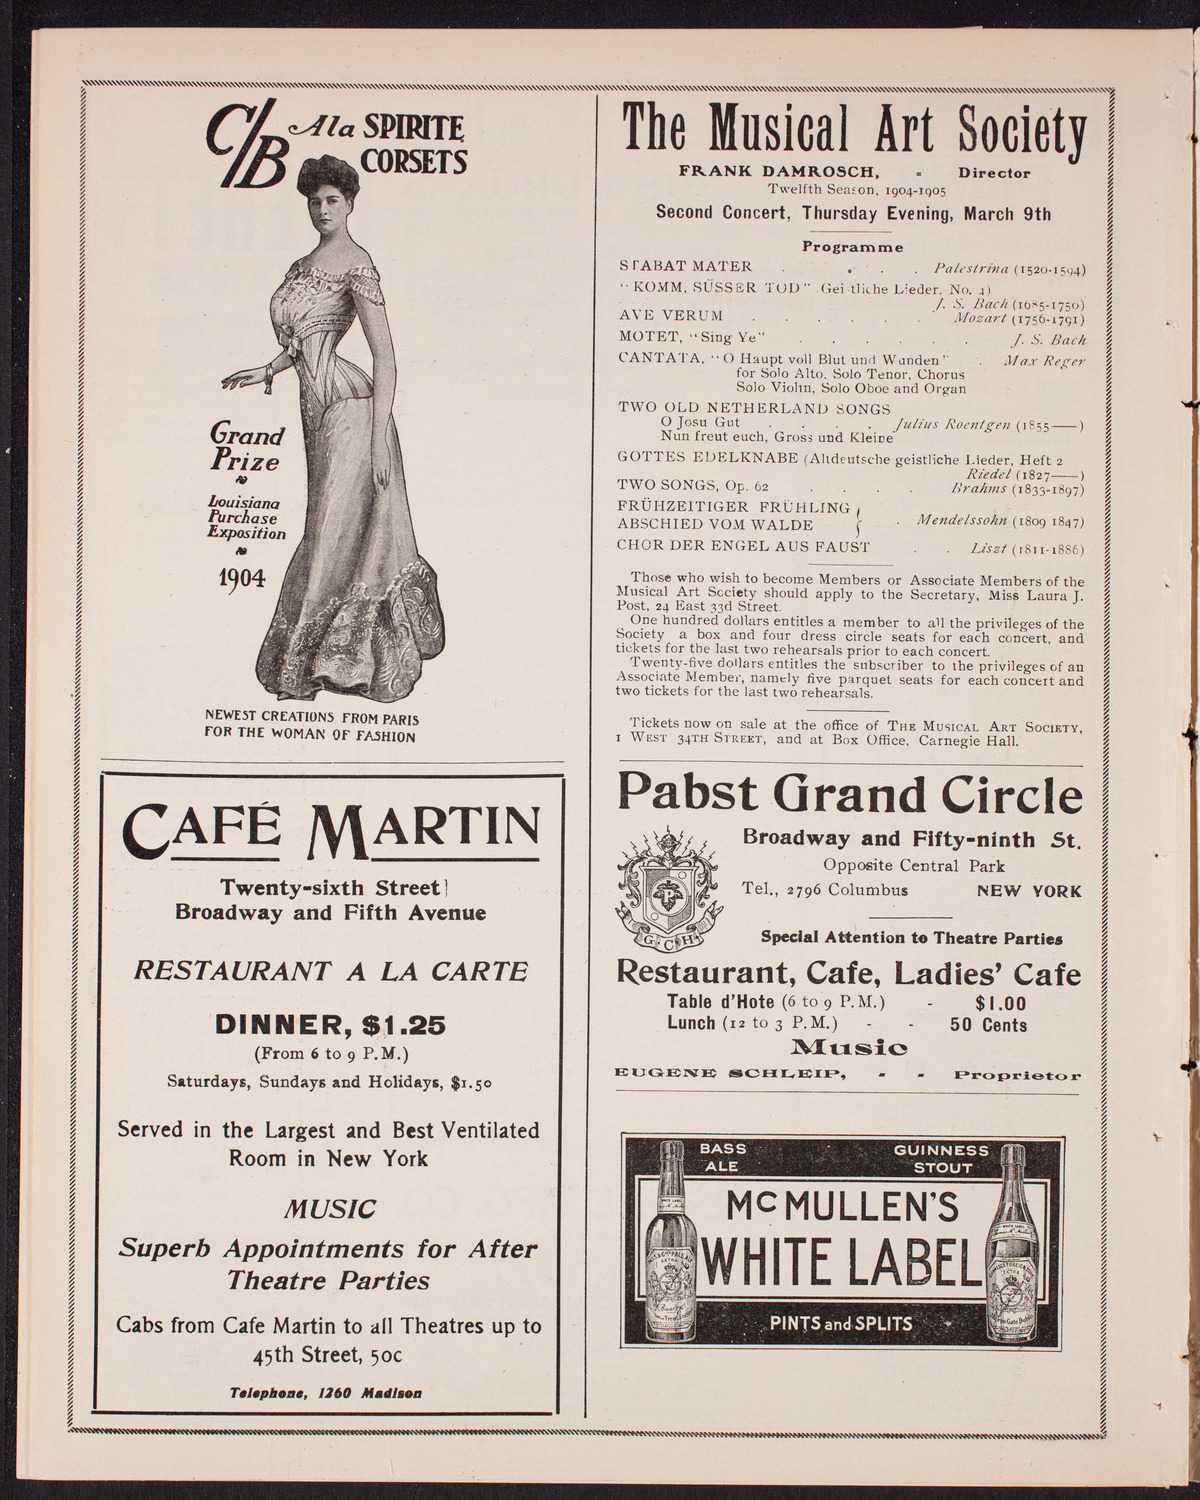 C/B Ala SPIRITE
CORSETS
Grand
Prize
Louisiana
Purchase
Exposition
1904
NEWEST CREATIONS FROM PARIS
FOR THE WOMAN OF FASHION
CAFÉ MARTIN
Twenty-sixth Street
Broadway and Fifth Avenue
RESTAURANT A LA CARTE
DINNER, $1.25
(From 6 to 9 P.M.)
Saturdays, Sundays and Holidays, $1.50
Served in the Largest and Best Ventilated
Room in New York
MUSIC
Superb Appointments for After
Theatre Parties
Cabs from Cafe Martin to all Theatres up to
45th Street, 50c
Telephone, 1260 Madison
The Musical Art Society
FRANK DAMROSCH, - Director
Twelfth Season, 1904-1905
Second Concert, Thursday Evening, March 9th
Programme
STABAT MATER . . . . Palestrina (1520-1594)
"KOMM, SÜSSER TOD" Geistliche Lieder, No. 4)
J. S. Bach (1685-1750)
AVE VERUM . . . . . . Mozart (1756-1791)
MOTET, "Sing Ye" . . . . . . J. S. Bach
CANTATA, "O Haupt voll Blut und Wunden" . Max Reger
for Solo Alto, Solo Tenor, Chorus
Solo Violin, Solo Oboe and Organ
TWO OLD NETHERLAND SONGS
O Josu Gut . . . . Julius Roentgen (1855——)
Nun freut euch, Gross und Kleine
GOTTES EDELKNABE (Altdeutsche geistliche Lieder, Heft 2
Riedel (1827——)
TWO SONGS, Op. 62 . . . . Brahms (1833-1897)
FRÜHZEITIGER FRÜHLING
ABSCHIED VOM WALDE . Mendelssohn (1809 1847)
CHOR DER ENGEL AUS FAUST . . Liszt (1811-1886)
Those who wish to become Members or Associate Members of the
Musical Art Society should apply to the Secretary, Miss Laura J.
Post, 24 East 33d Street.
One hundred dollars entitles a member to all the privileges of the
Society a box and four dress circle seats for each concert, and
tickets for the last two rehearsals prior to each concert.
Twenty-five dollars entitles the subscriber to the privileges of an
Associate Member, namely five parquet seats for each concert and
two tickets for the last two rehearsals.
Tickets now on sale at the office of THE MUSICAL ART SOCIETY,
1 WEST 34TH STREET, and at Box Office, Carnegie Hall.
Pabst Grand Circle
Broadway and Fifty-ninth St.
Opposite Central Park
Tel., 2796 Columbus NEW YORK
P
G C H
Special Attention to Theatre Parties
Restaurant, Cafe, Ladies' Cafe
Table d'Hote (6 to 9 P.M.) - $1.00
Lunch (12 to 3 P.M.) - - 50 Cents
Music
EUGENE SCHLEIP, - - Proprietor
BASS
ALE
GUINNESS
STOUT
MCMULLEN'S
WHITE LABEL
PINTS and SPLITS